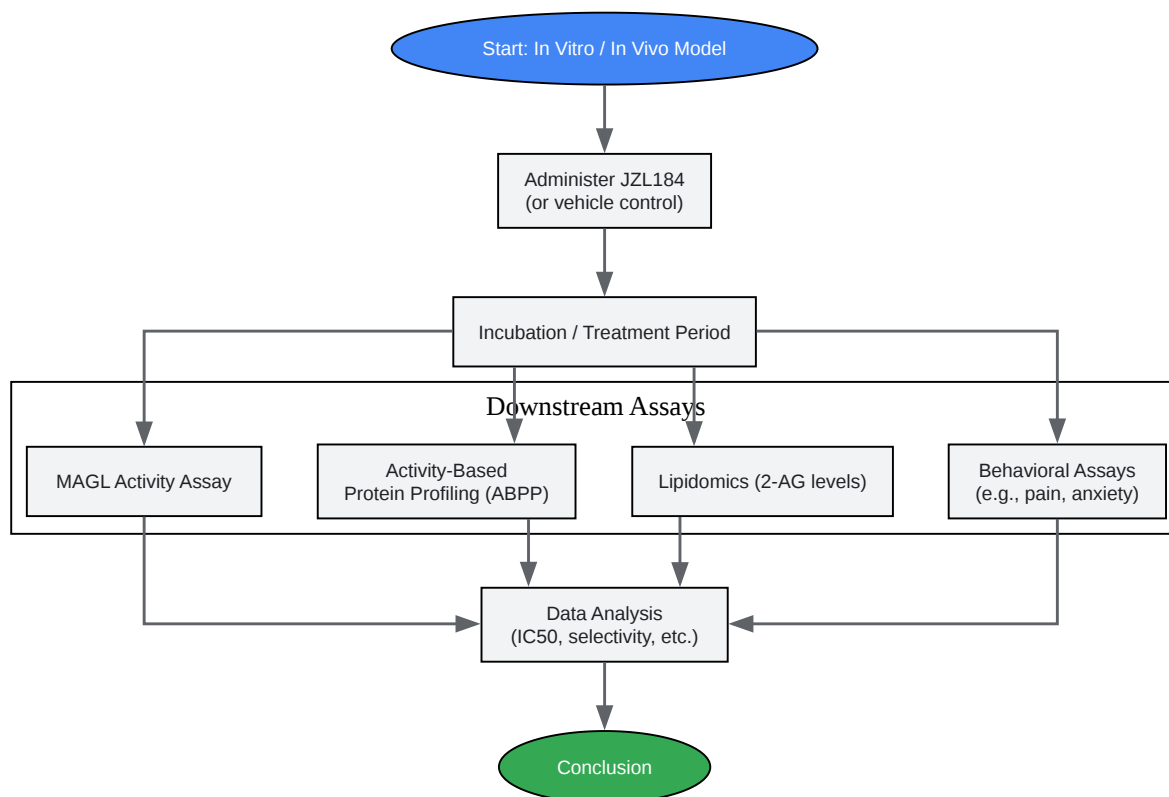 Start: In Vitro / In Vivo Model
Administer JZL184
(or vehicle control)
Incubation / Treatment Period
Downstream Assays
MAGL Activity Assay
Activity-Based
Protein Profiling (ABPP)
Lipidomics (2-AG levels)
Behavioral Assays
(e.g., pain, anxiety)
Data Analysis
(IC50, selectivity, etc.)
Conclusion